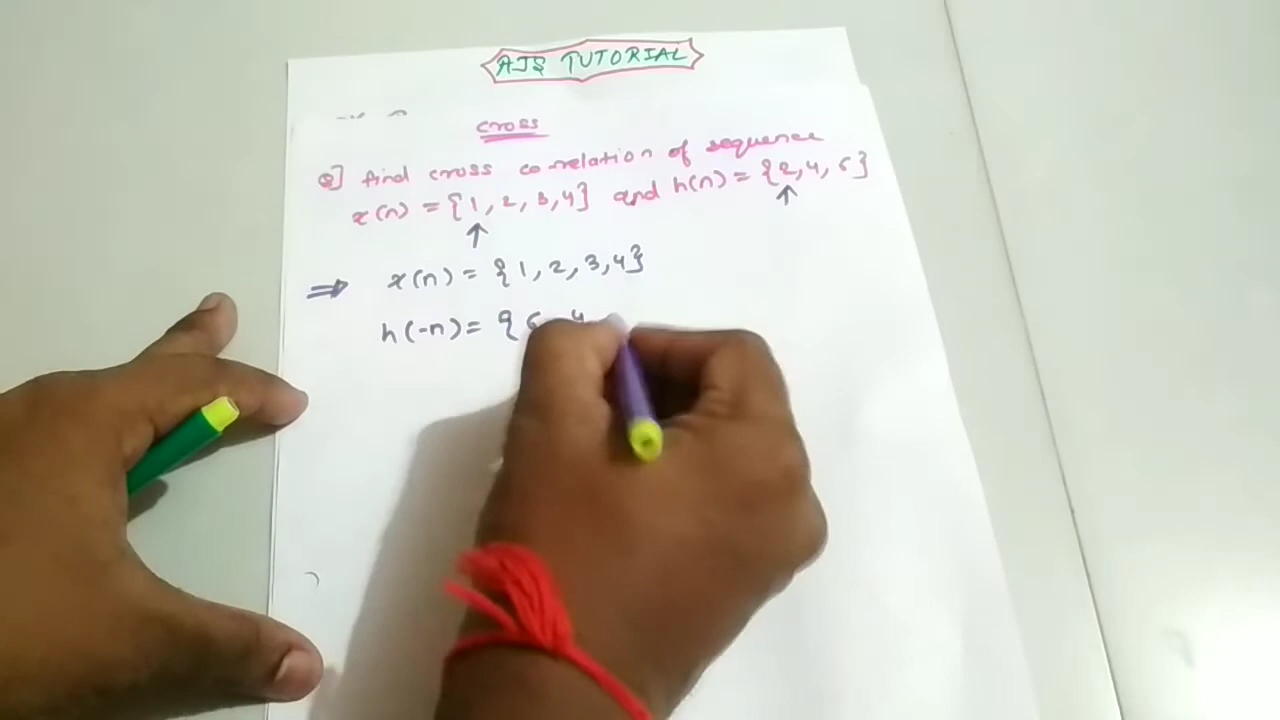 AJS TUTORIAL
cross
Q] find cross co-relation of sequence
x(n) = {1, 2, 3, 4} and h(n) = {2, 4, 6}
↑ ↑
⇒ x(n) = {1, 2, 3, 4}
h(-n) = {6 4